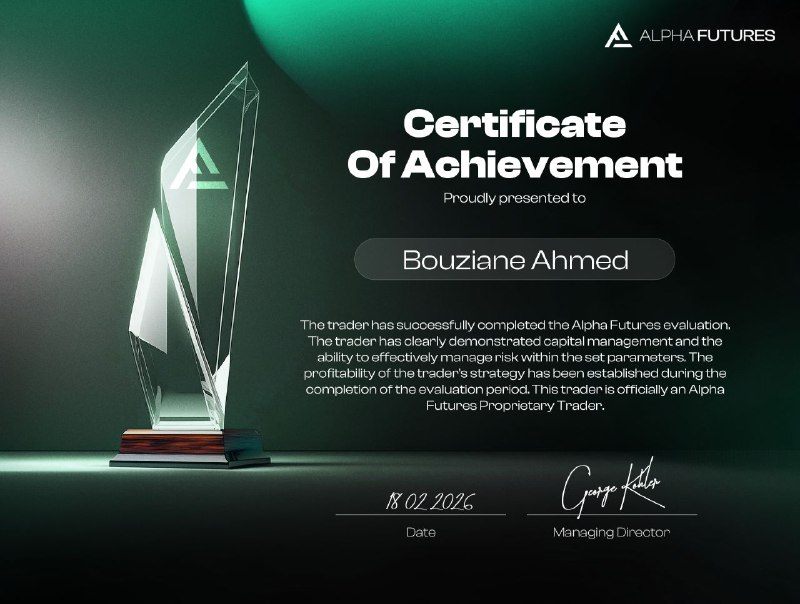 ALPHA FUTURES
Certificate
Of Achievement
Proudly presented to
Bouziane Ahmed
The trader has successfully completed the Alpha Futures evaluation.
The trader has clearly demonstrated capital management and the
ability to effectively manage risk within the set parameters. The
profitability of the trader's strategy has been established during the
completion of the evaluation period. This trader is officially an Alpha
Futures Proprietary Trader.
18 02 2026
George Kohler
Date
Managing Director